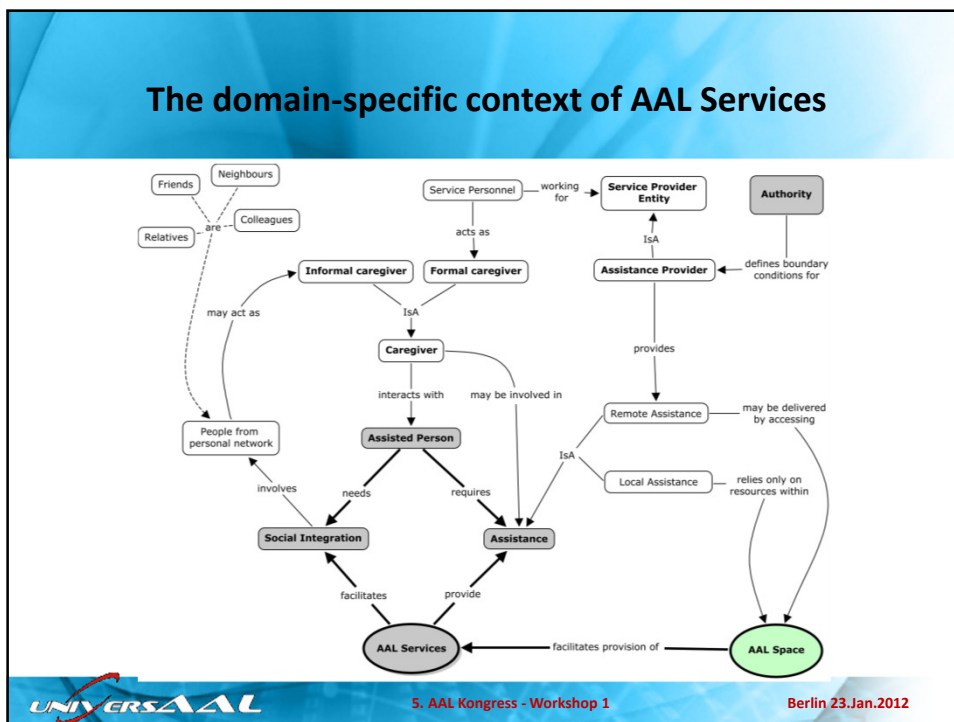 The domain-specific context of AAL Services
Neighbours
Friends
Colleagues
are
Relatives
Service Personnel
working
for
Service Provider
Entity
Authority
acts as
IsA
Informal caregiver
Formal caregiver
Assistance Provider
defines boundary
conditions for
may act as
IsA
Caregiver
provides
interacts with
may be involved in
Remote Assistance
may be delivered
by accessing
People from
personal network
Assisted Person
IsA
Local Assistance
relies only on
resources within
involves
needs
requires
Social Integration
Assistance
facilitates
provide
AAL Services
facilitates provision of
AAL Space
UNIVERSAAL
5. AAL Kongress - Workshop 1
Berlin 23.Jan.2012